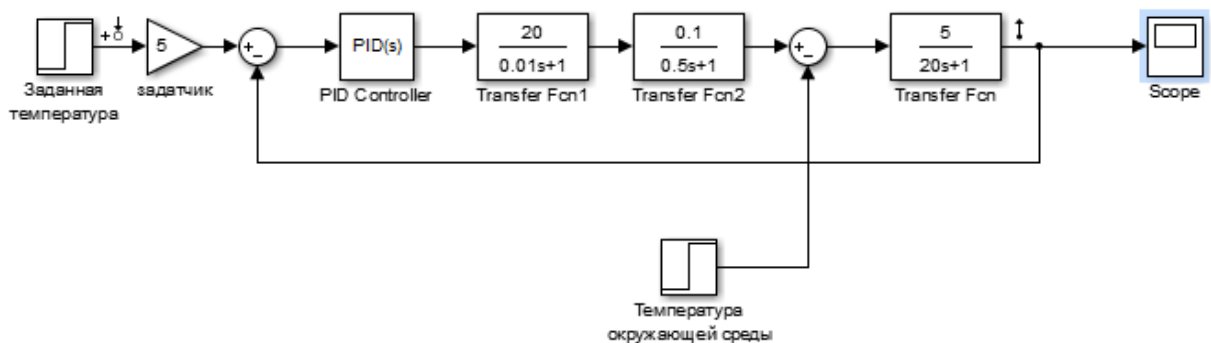 5
+
−
PID(s)
20
0.01s+1
0.1
0.5s+1
+
−
5
20s+1
Заданная
температура
задатчик
PID Controller
Transfer Fcn1
Transfer Fcn2
Transfer Fcn
Scope
Температура
окружающей среды